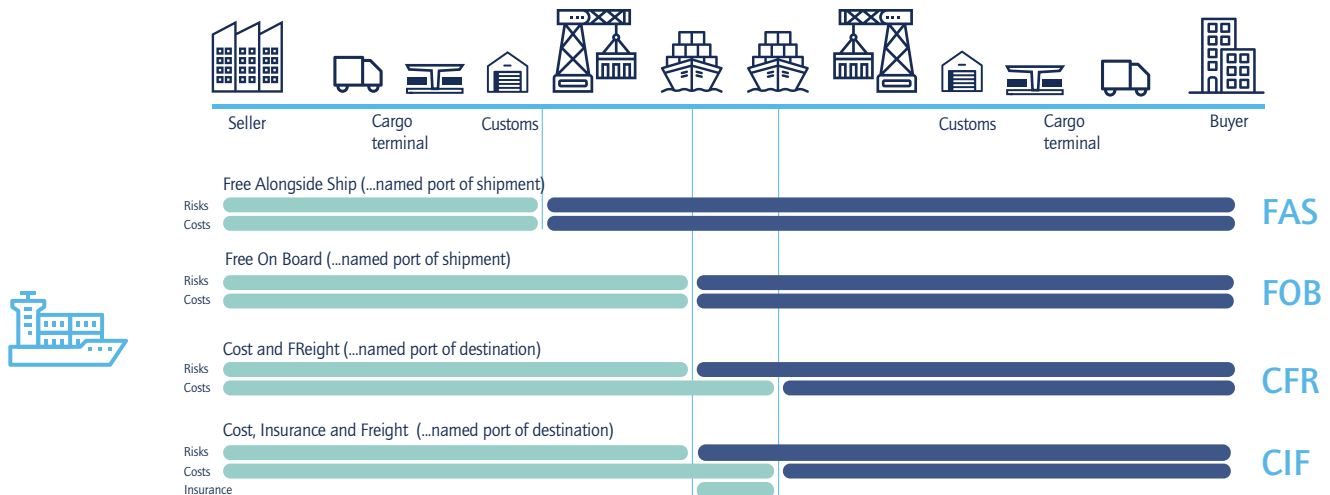 Seller
Cargo
terminal
Customs
Customs
Cargo
terminal
Buyer
Free Alongside Ship (...named port of shipment)
Risks
Costs
FAS
Free On Board (...named port of shipment)
Risks
Costs
FOB
Cost and FReight (...named port of destination)
Risks
Costs
CFR
Cost, Insurance and Freight (...named port of destination)
Risks
Costs
Insurance
CIF